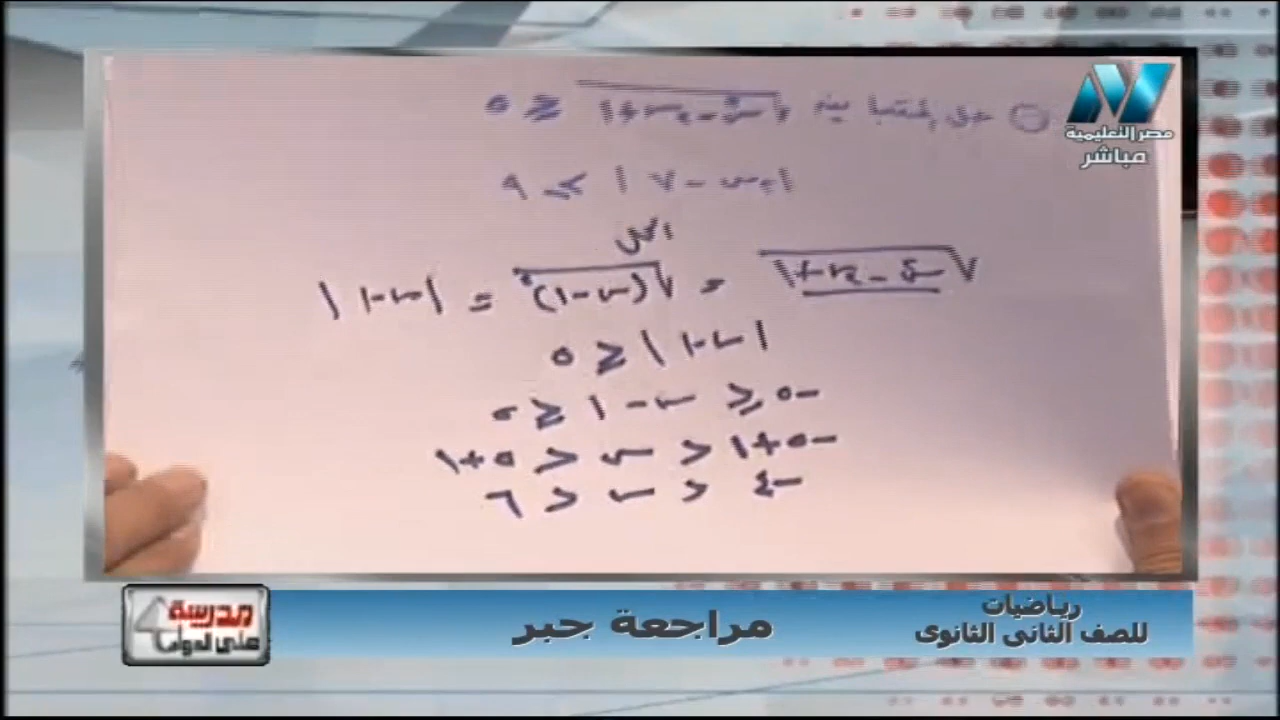 مصر التعليمية
مباشر
حل المتباينة √(س² - ٢س + ١) ≥ ٥
|٢س - ٧| ≥ ٩
الحل
√(س² - ٢س + ١) = √(س - ١)² = |س - ١|
|س - ١| ≥ ٥
-٥ ≥ س - ١ ≥ ٥
-٥ + ١ > س > ٥ + ١
-٤ > س > ٦
رياضيات
للصف الثانى الثانوى
مراجعة جبر
مدرسة
على الهواء